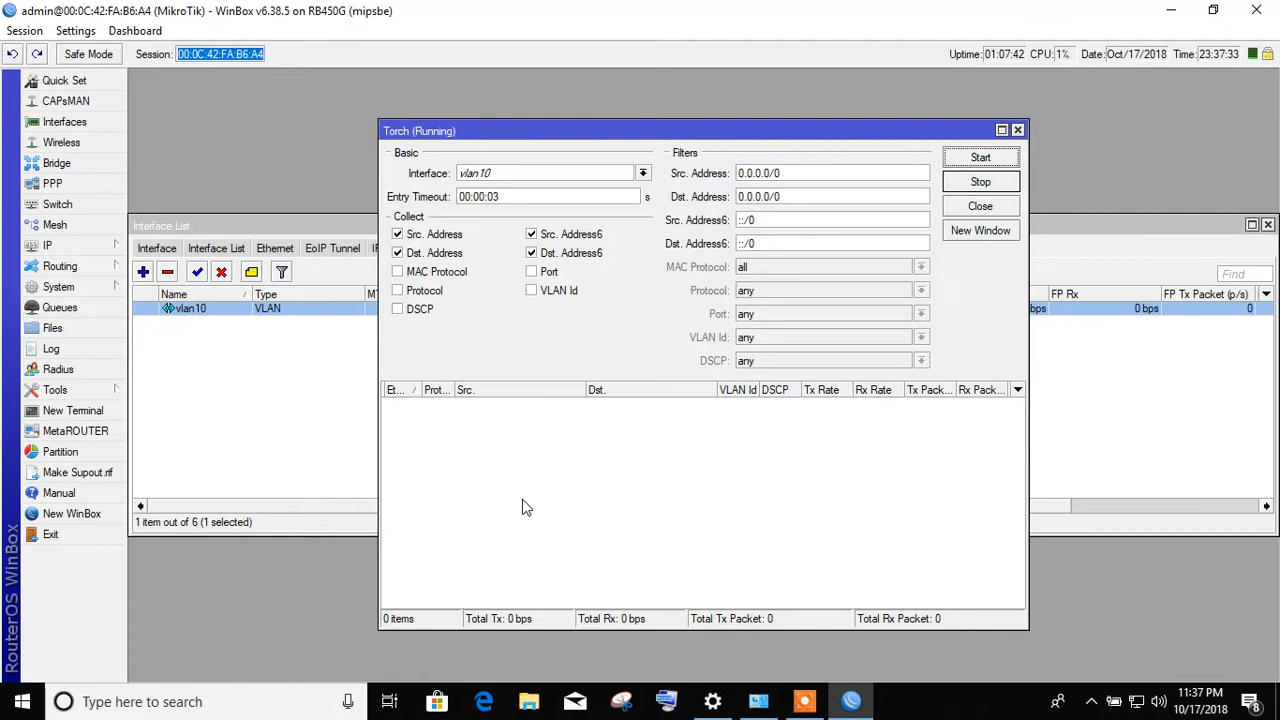 admin@00:0C:42:FA:B6:A4 (MikroTik) - WinBox v6.38.5 on RB450G (mipsbe)
Session Settings Dashboard
Safe Mode Session: 00:0C:42:FA:B6:A4 Uptime: 01:07:42 CPU: 1% Date: Oct/17/2018 Time: 23:37:33
RouterOS WinBox
Quick Set
CAPsMAN
Interfaces
Wireless
Bridge
PPP
Switch
Mesh
IP
Routing
System
Queues
Files
Log
Radius
Tools
New Terminal
MetaROUTER
Partition
Make Supout.rif
Manual
New WinBox
Exit
Interface List
Interface Interface List Ethernet EoIP Tunnel
Find
Name Type FP Rx FP Tx Packet (p/s)
vlan10 VLAN bps 0 bps 0
1 item out of 6 (1 selected)
Torch (Running)
Basic
Interface: vlan10
Entry Timeout: 00:00:03 s
Collect
Src. Address Src. Address6
Dst. Address Dst. Address6
MAC Protocol Port
Protocol VLAN Id
DSCP
Filters
Src. Address: 0.0.0.0/0
Dst. Address: 0.0.0.0/0
Src. Address6: ::/0
Dst. Address6: ::/0
MAC Protocol: all
Protocol: any
Port: any
VLAN Id: any
DSCP: any
Start
Stop
Close
New Window
Et... Prot... Src. Dst. VLAN Id DSCP Tx Rate Rx Rate Tx Pack... Rx Pack...
0 items Total Tx: 0 bps Total Rx: 0 bps Total Tx Packet: 0 Total Rx Packet: 0
Type here to search
11:37 PM
10/17/2018
8